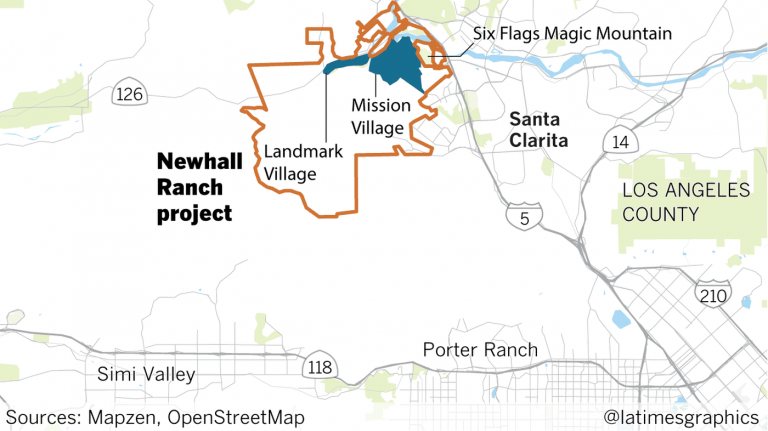 Six Flags Magic Mountain
126
Mission
Village
Santa
Clarita
14
Landmark
Village
Newhall
Ranch
project
LOS ANGELES
COUNTY
5
210
Porter Ranch
118
Simi Valley
Sources: Mapzen, OpenStreetMap
@latimesgraphics